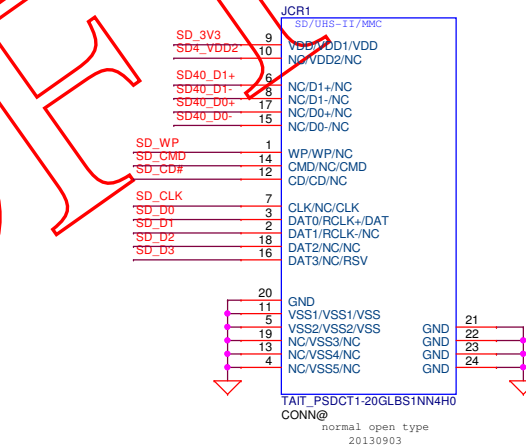 JCR1
SD/UHS-II/MMC
SD_3V3 9 VDD/VDD1/VDD
SD4_VDD2 10 NC/VDD2/NC
SD40_D1+ 6 NC/D1+/NC
SD40_D1- 8 NC/D1-/NC
SD40_D0+ 17 NC/D0+/NC
SD40_D0- 15 NC/D0-/NC
SD_WP 1 WP/WP/NC
SD_CMD 14 CMD/NC/CMD
SD_CD# 12 CD/CD/NC
SD_CLK 7 CLK/NC/CLK
SD_D0 3 DAT0/RCLK+/DAT
SD_D1 2 DAT1/RCLK-/NC
SD_D2 18 DAT2/NC/NC
SD_D3 16 DAT3/NC/RSV
20 GND
11 VSS1/VSS1/VSS
5 VSS2/VSS2/VSS GND 21
19 NC/VSS3/NC GND 22
13 NC/VSS4/NC GND 23
4 NC/VSS5/NC GND 24
TAIT_PSDCT1-20GLBS1NN4H0
CONN@
normal open type
20130903